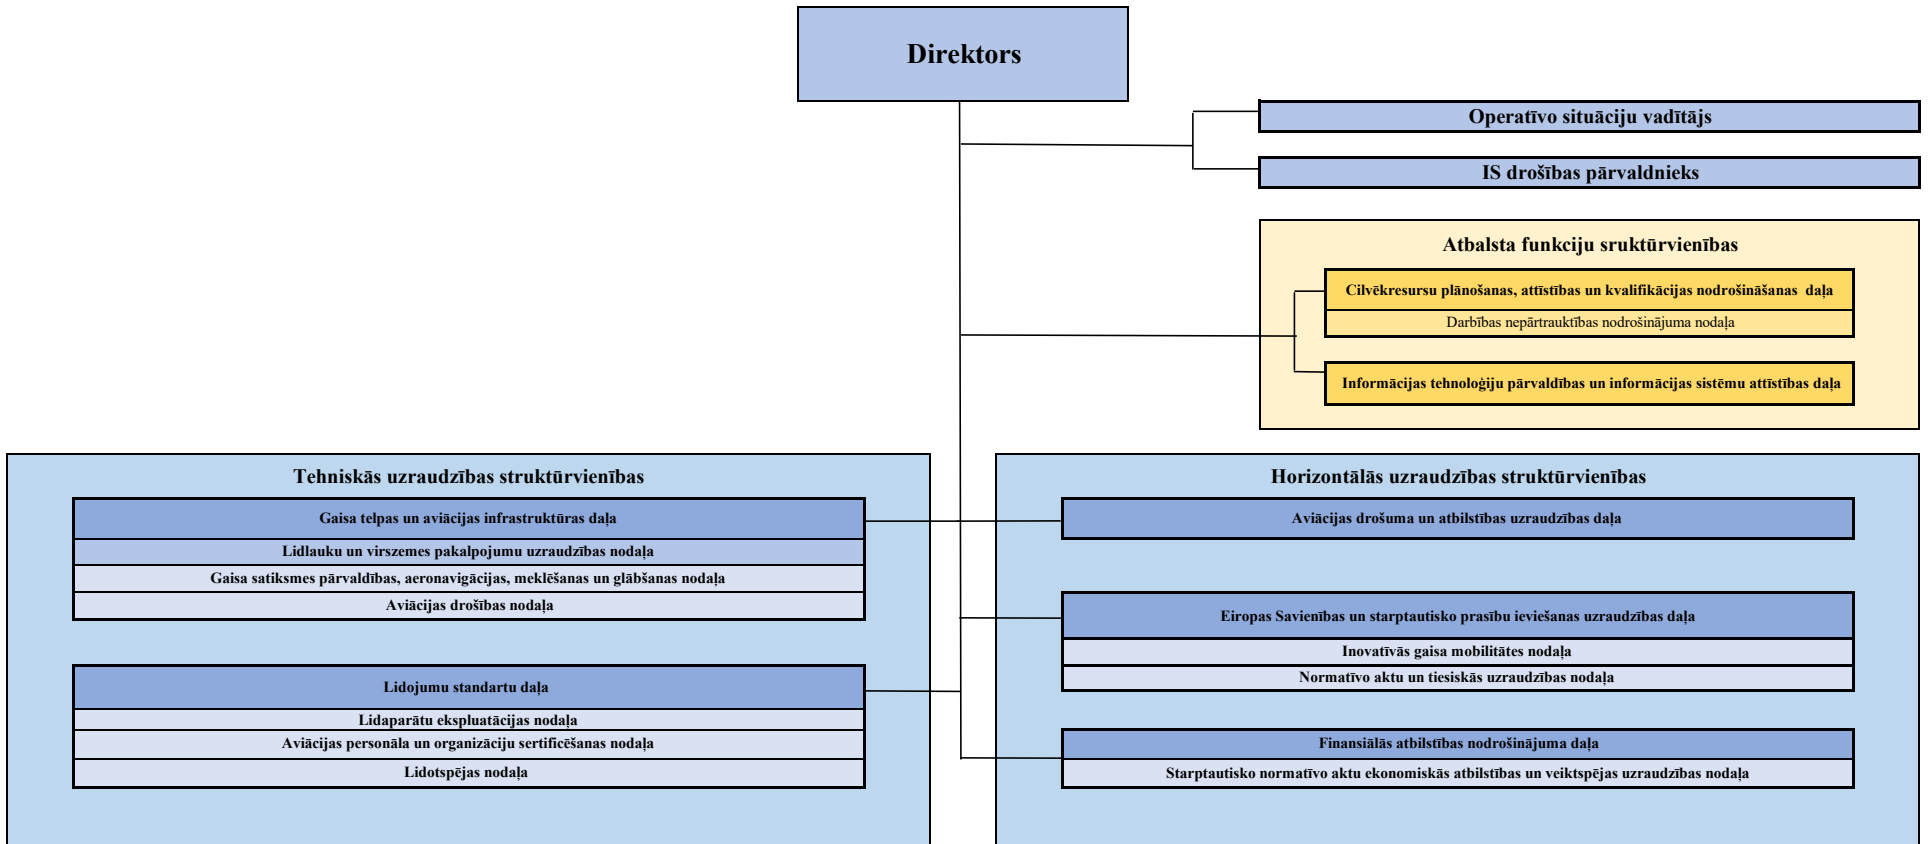 Direktors
Operatīvo situāciju vadītājs
IS drošības pārvaldnieks
Atbalsta funkciju sruktūrvienības
Cilvēkresursu plānošanas, attīstības un kvalifikācijas nodrošināšanas daļa
Darbības nepārtrauktības nodrošinājuma nodaļa
Informācijas tehnoloģiju pārvaldības un informācijas sistēmu attīstības daļa
Tehniskās uzraudzības struktūrvienības
Gaisa telpas un aviācijas infrastruktūras daļa
Lidlauku un virszemes pakalpojumu uzraudzības nodaļa
Gaisa satiksmes pārvaldības, aeronavigācijas, meklēšanas un glābšanas nodaļa
Aviācijas drošības nodaļa
Lidojumu standartu daļa
Lidaparātu ekspluatācijas nodaļa
Aviācijas personāla un organizāciju sertificēšanas nodaļa
Lidotspējas nodaļa
Horizontālās uzraudzības struktūrvienības
Aviācijas drošuma un atbilstības uzraudzības daļa
Eiropas Savienības un starptautisko prasību ieviešanas uzraudzības daļa
Inovatīvās gaisa mobilitātes nodaļa
Normatīvo aktu un tiesiskās uzraudzības nodaļa
Finansiālās atbilstības nodrošinājuma daļa
Starptautisko normatīvo aktu ekonomiskās atbilstības un veiktspējas uzraudzības nodaļa